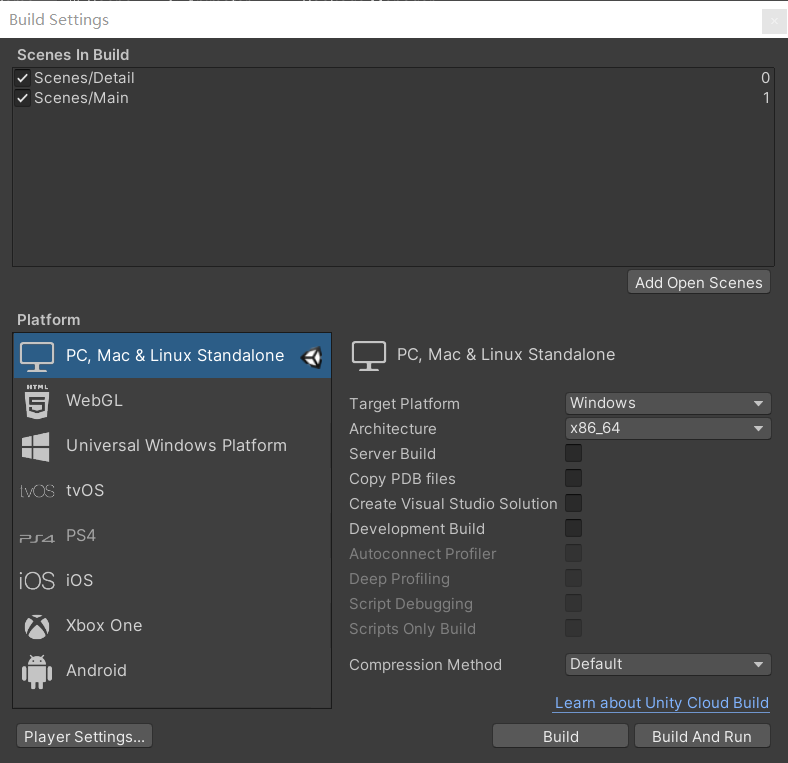 Build Settings
Scenes In Build
Scenes/Detail 0
Scenes/Main 1
Add Open Scenes
Platform
PC, Mac & Linux Standalone
HTML 5 WebGL
Universal Windows Platform
tvOS tvOS
PS4 PS4
iOS iOS
Xbox One
Android
PC, Mac & Linux Standalone
Target Platform Windows
Architecture x86_64
Server Build
Copy PDB files
Create Visual Studio Solution
Development Build
Autoconnect Profiler
Deep Profiling
Script Debugging
Scripts Only Build
Compression Method Default
Learn about Unity Cloud Build
Player Settings... Build Build And Run